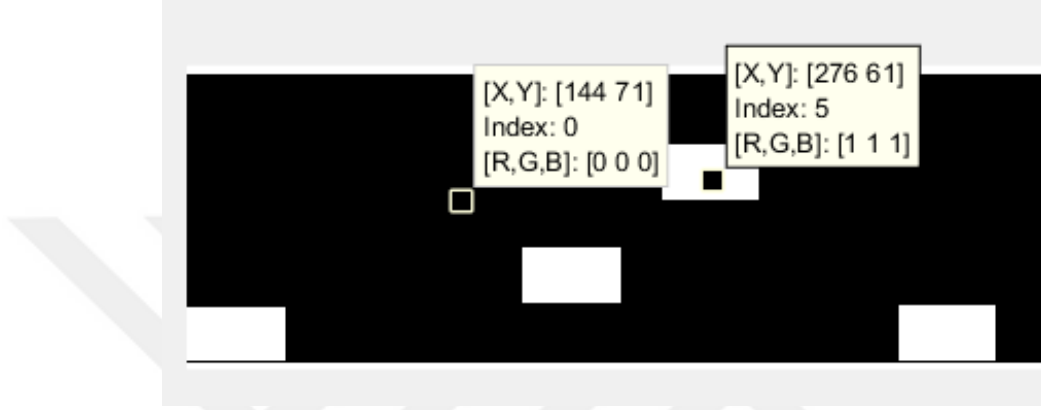 [X,Y]: [144 71]
Index: 0
[R,G,B]: [0 0 0]
[X,Y]: [276 61]
Index: 5
[R,G,B]: [1 1 1]